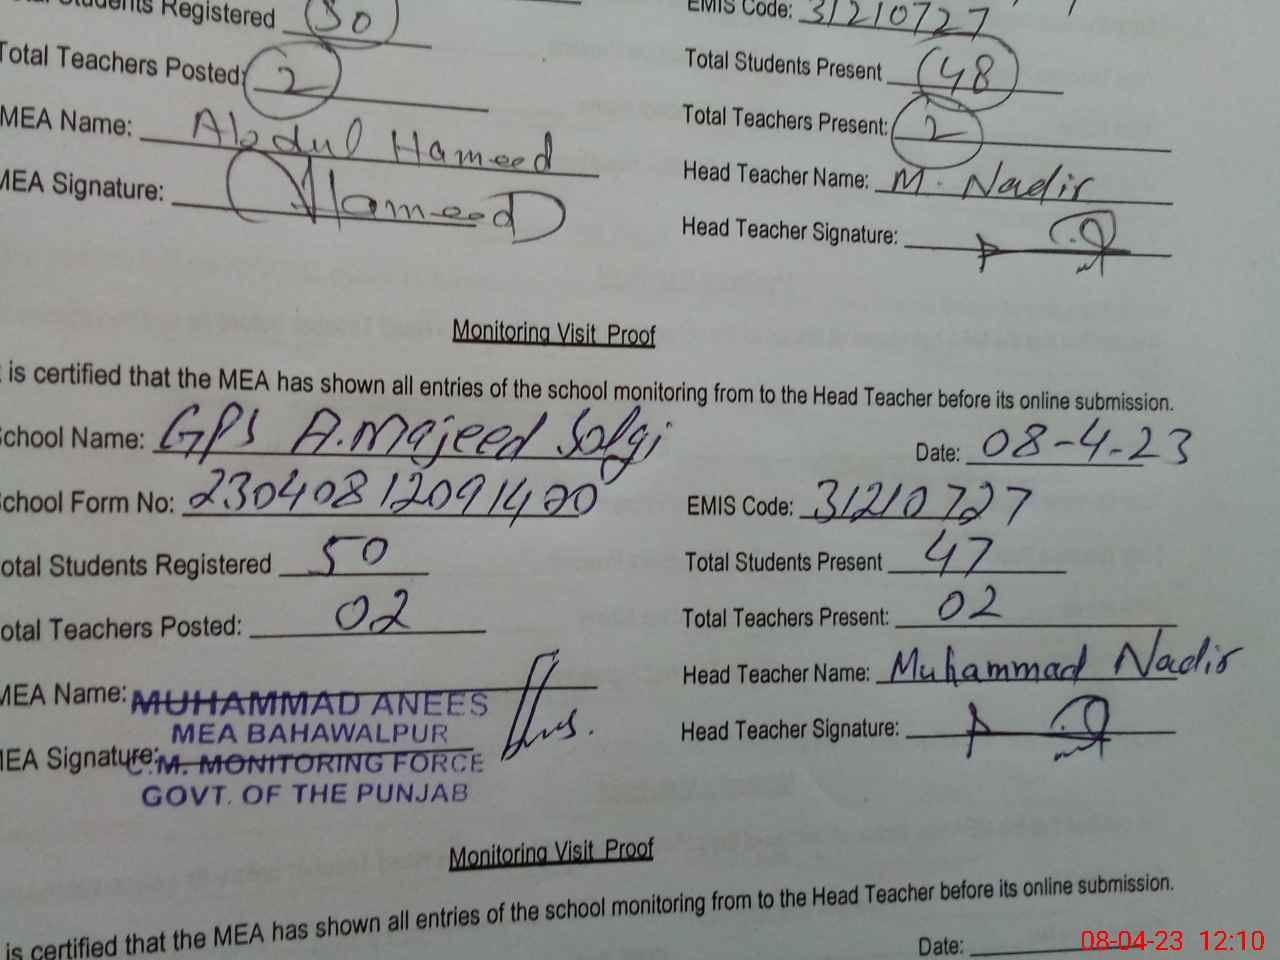 Students Registered 50
EMIS Code: 31210727
Total Teachers Posted: 2
Total Students Present 48
MEA Name: Abdul Hameed
Total Teachers Present: 2
MEA Signature: Hameed
Head Teacher Name: M. Nadir
Head Teacher Signature:
Monitoring Visit Proof
is certified that the MEA has shown all entries of the school monitoring from to the Head Teacher before its online submission.
School Name: GPS A.Majeed Solgi
Date: 08-4-23
School Form No: 23040812091420
EMIS Code: 31210727
Total Students Registered 50
Total Students Present 47
Total Teachers Posted: 02
Total Teachers Present: 02
MEA Name: MUHAMMAD ANEES
Head Teacher Name: Muhammad Nadir
MEA BAHAWALPUR
MEA Signature: C.M. MONITORING FORCE
Head Teacher Signature:
GOVT. OF THE PUNJAB
Monitoring Visit Proof
is certified that the MEA has shown all entries of the school monitoring from to the Head Teacher before its online submission.
Date:
08-04-23 12:10